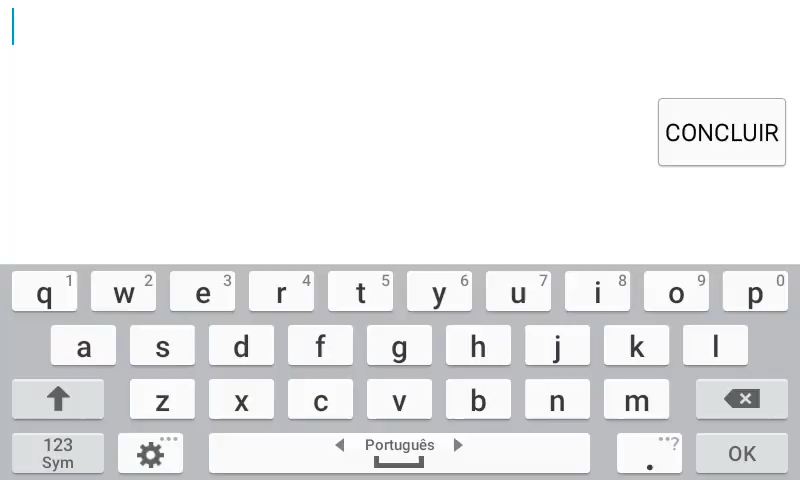 CONCLUIR
q 1 w 2 e 3 r 4 t 5 y 6 u 7 i 8 o 9 p 0
a s d f g h j k l
z x c v b n m
123
Sym
Português
. ? OK